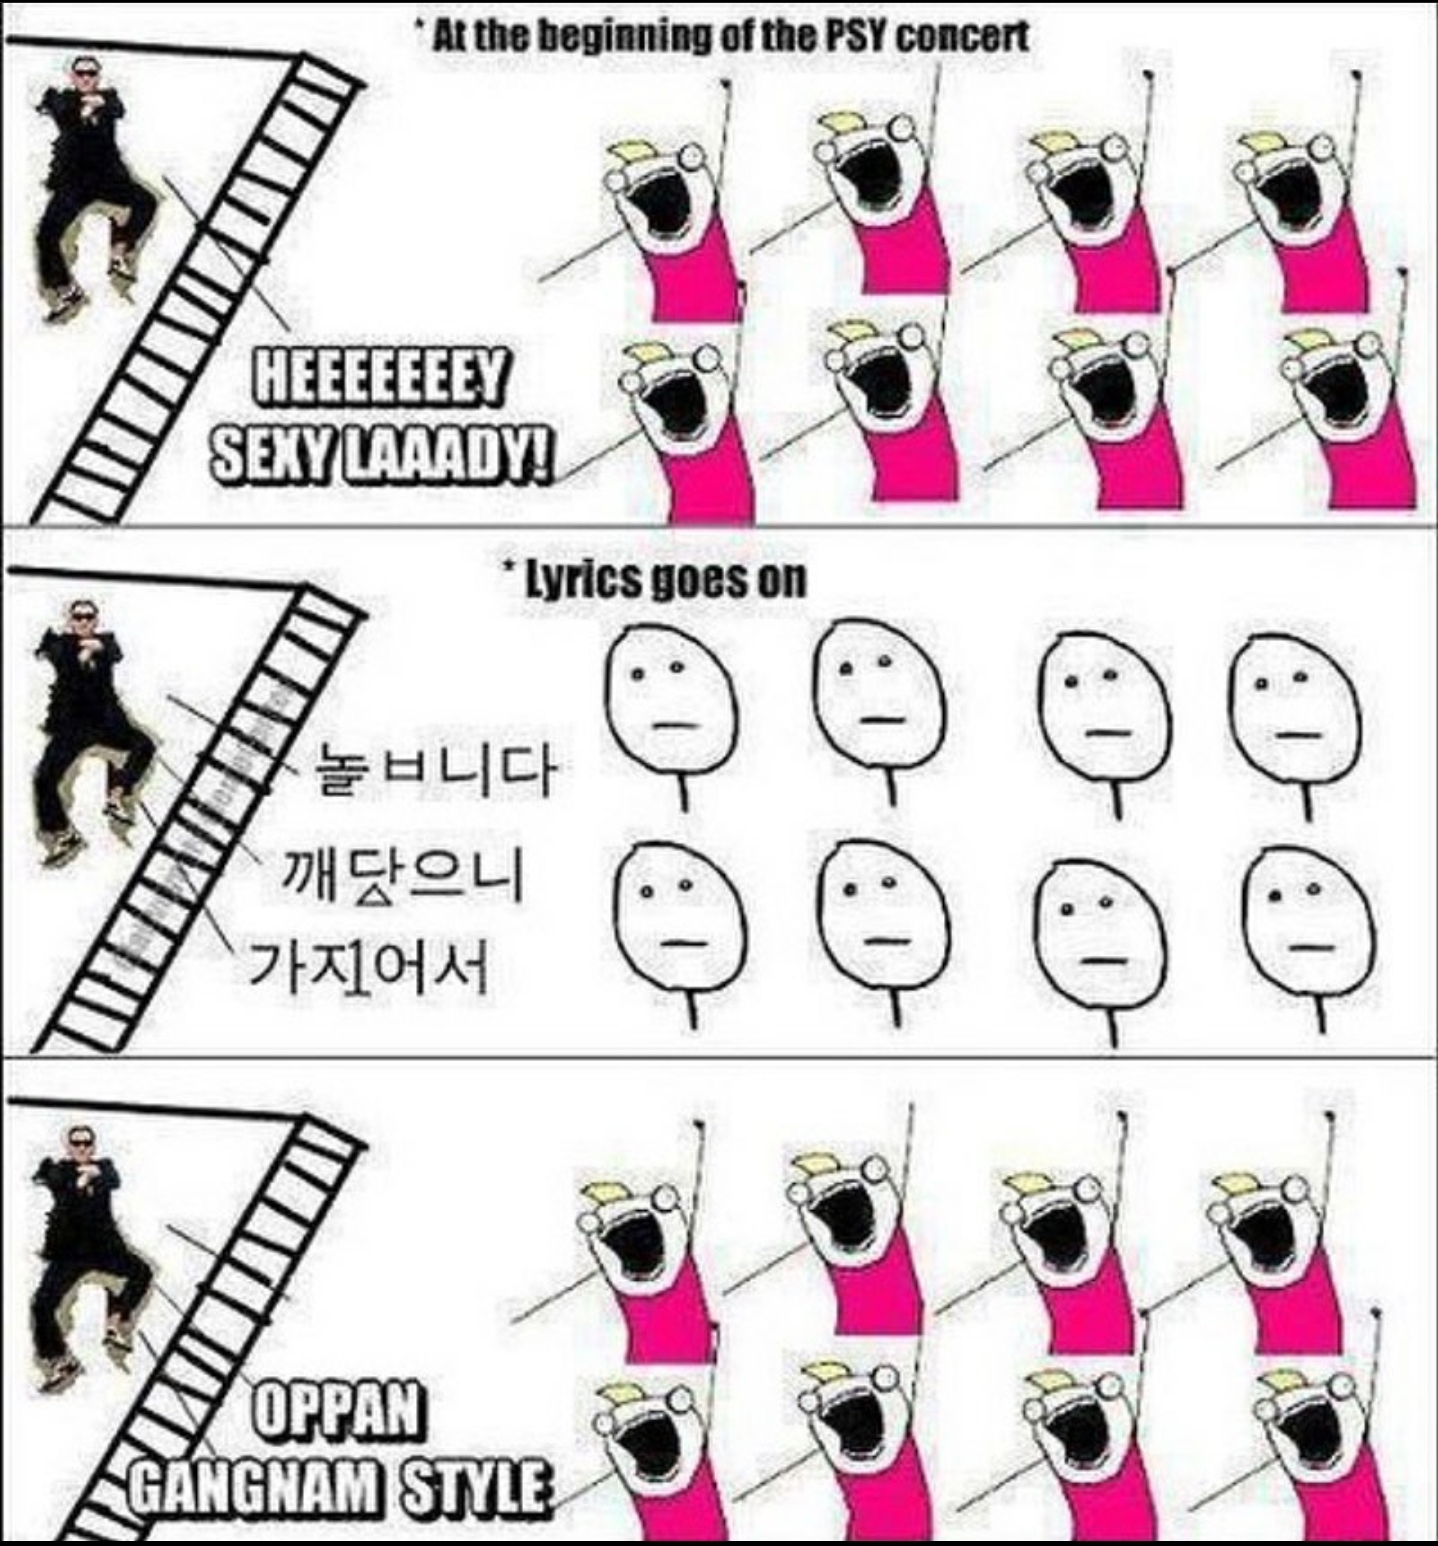 * At the beginning of the PSY concert
HEEEEEEEY
SEXY LAAADY!
* Lyrics goes on
놀ㅂ니다
깨닰으니
가지1어서
OPPAN
GANGNAM STYLE